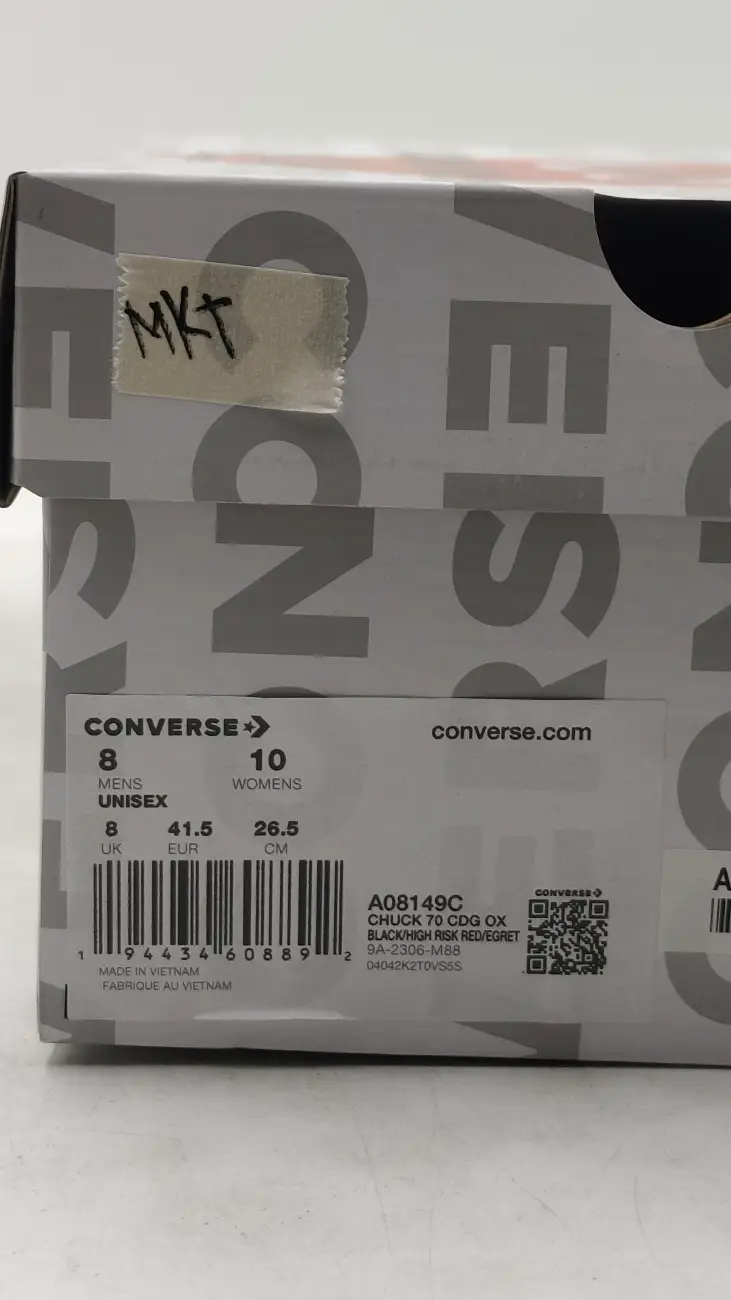 MKT
CONVERSE
converse.com
8 10
MENS WOMENS
UNISEX
8 41.5 26.5
UK EUR CM
1 94434 60889 2
MADE IN VIETNAM
FABRIQUE AU VIETNAM
A08149C
CHUCK 70 CDG OX
BLACK/HIGH RISK RED/EGRET
9A-2306-M88
04042K2T0VS5S
CONVERSE
A